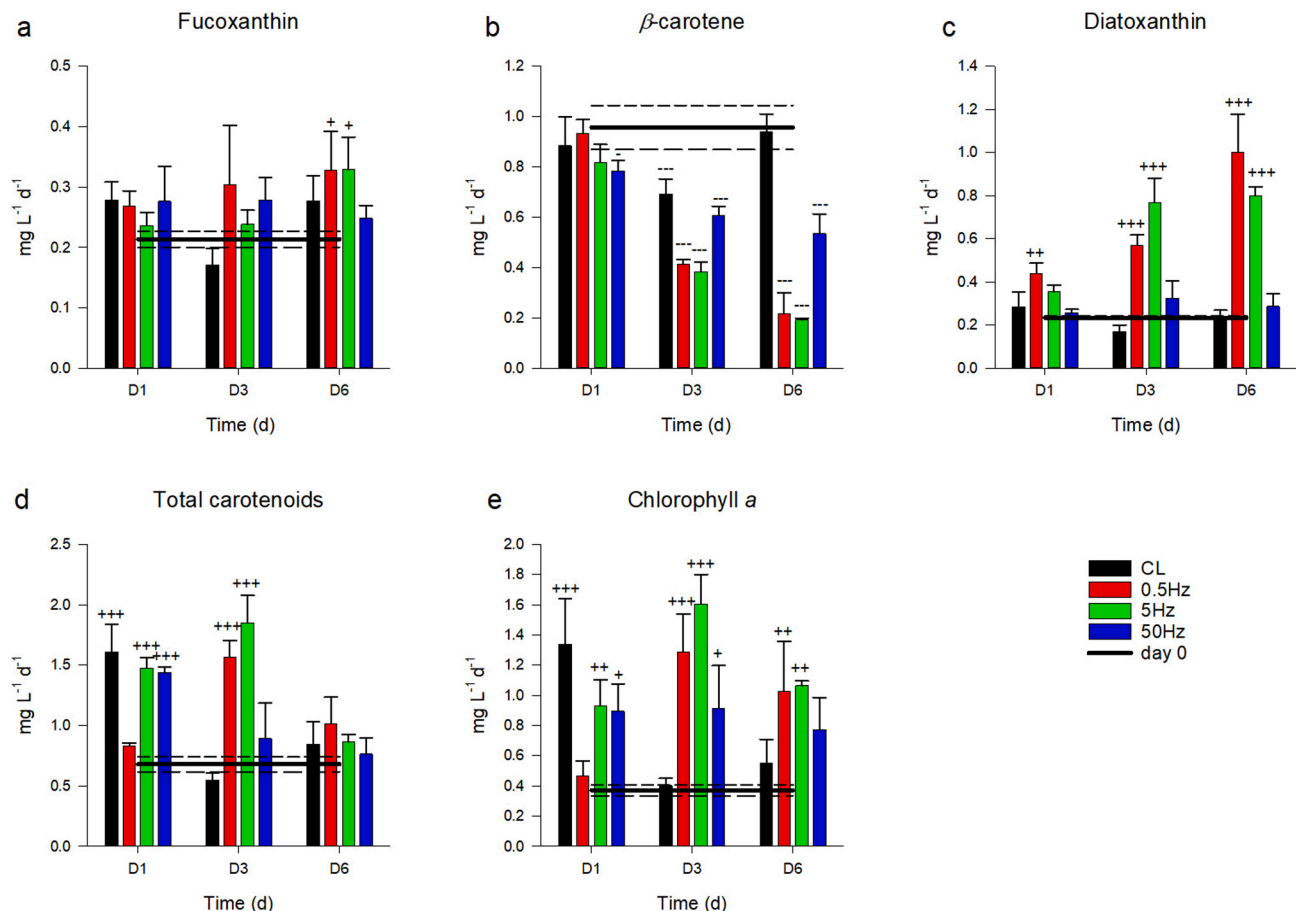 a
Fucoxanthin
mg L⁻¹ d⁻¹
0.5
0.4
0.3
0.2
0.1
0.0
+ +
D1 D3 D6
Time (d)
b
β-carotene
mg L⁻¹ d⁻¹
1.2
1.0
0.8
0.6
0.4
0.2
0.0
-
--- --- --- ---
--- --- ---
D1 D3 D6
Time (d)
c
Diatoxanthin
mg L⁻¹ d⁻¹
1.4
1.2
1.0
0.8
0.6
0.4
0.2
0.0
++
+++ +++
+++ +++
D1 D3 D6
Time (d)
d
Total carotenoids
mg L⁻¹ d⁻¹
2.5
2.0
1.5
1.0
0.5
0.0
+++ +++ +++
+++ +++
D1 D3 D6
Time (d)
e
Chlorophyll a
mg L⁻¹ d⁻¹
2.0
1.8
1.6
1.4
1.2
1.0
0.8
0.6
0.4
0.2
0.0
+++ ++ +
+++ +++ +
++ ++
D1 D3 D6
Time (d)
CL
0.5Hz
5Hz
50Hz
day 0